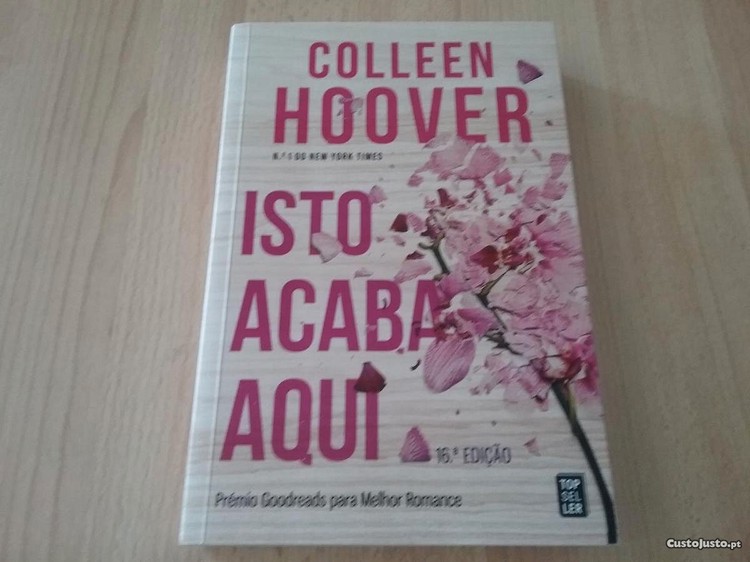 COLLEEN
HOOVER
N.º 1 DO NEW YORK TIMES
ISTO
ACABA
AQUI
16.ª EDIÇÃO
Prémio Goodreads para Melhor Romance
TOP
SEL
LER
CustoJusto.pt